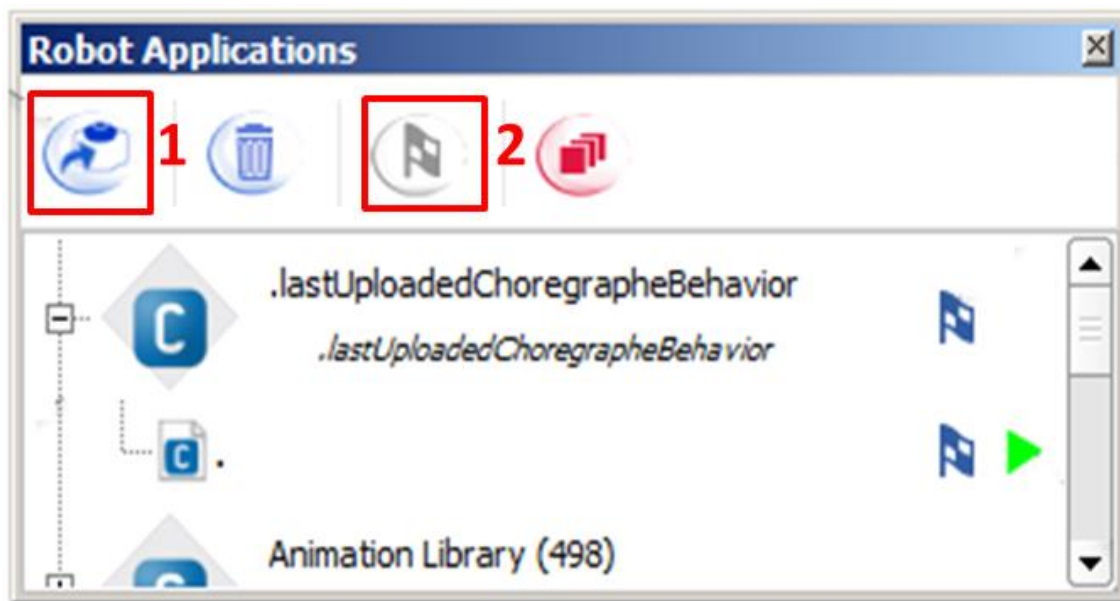 Robot Applications
1 2
.lastUploadedChoregrapheBehavior
.lastUploadedChoregrapheBehavior
C
C .
Animation Library (498)